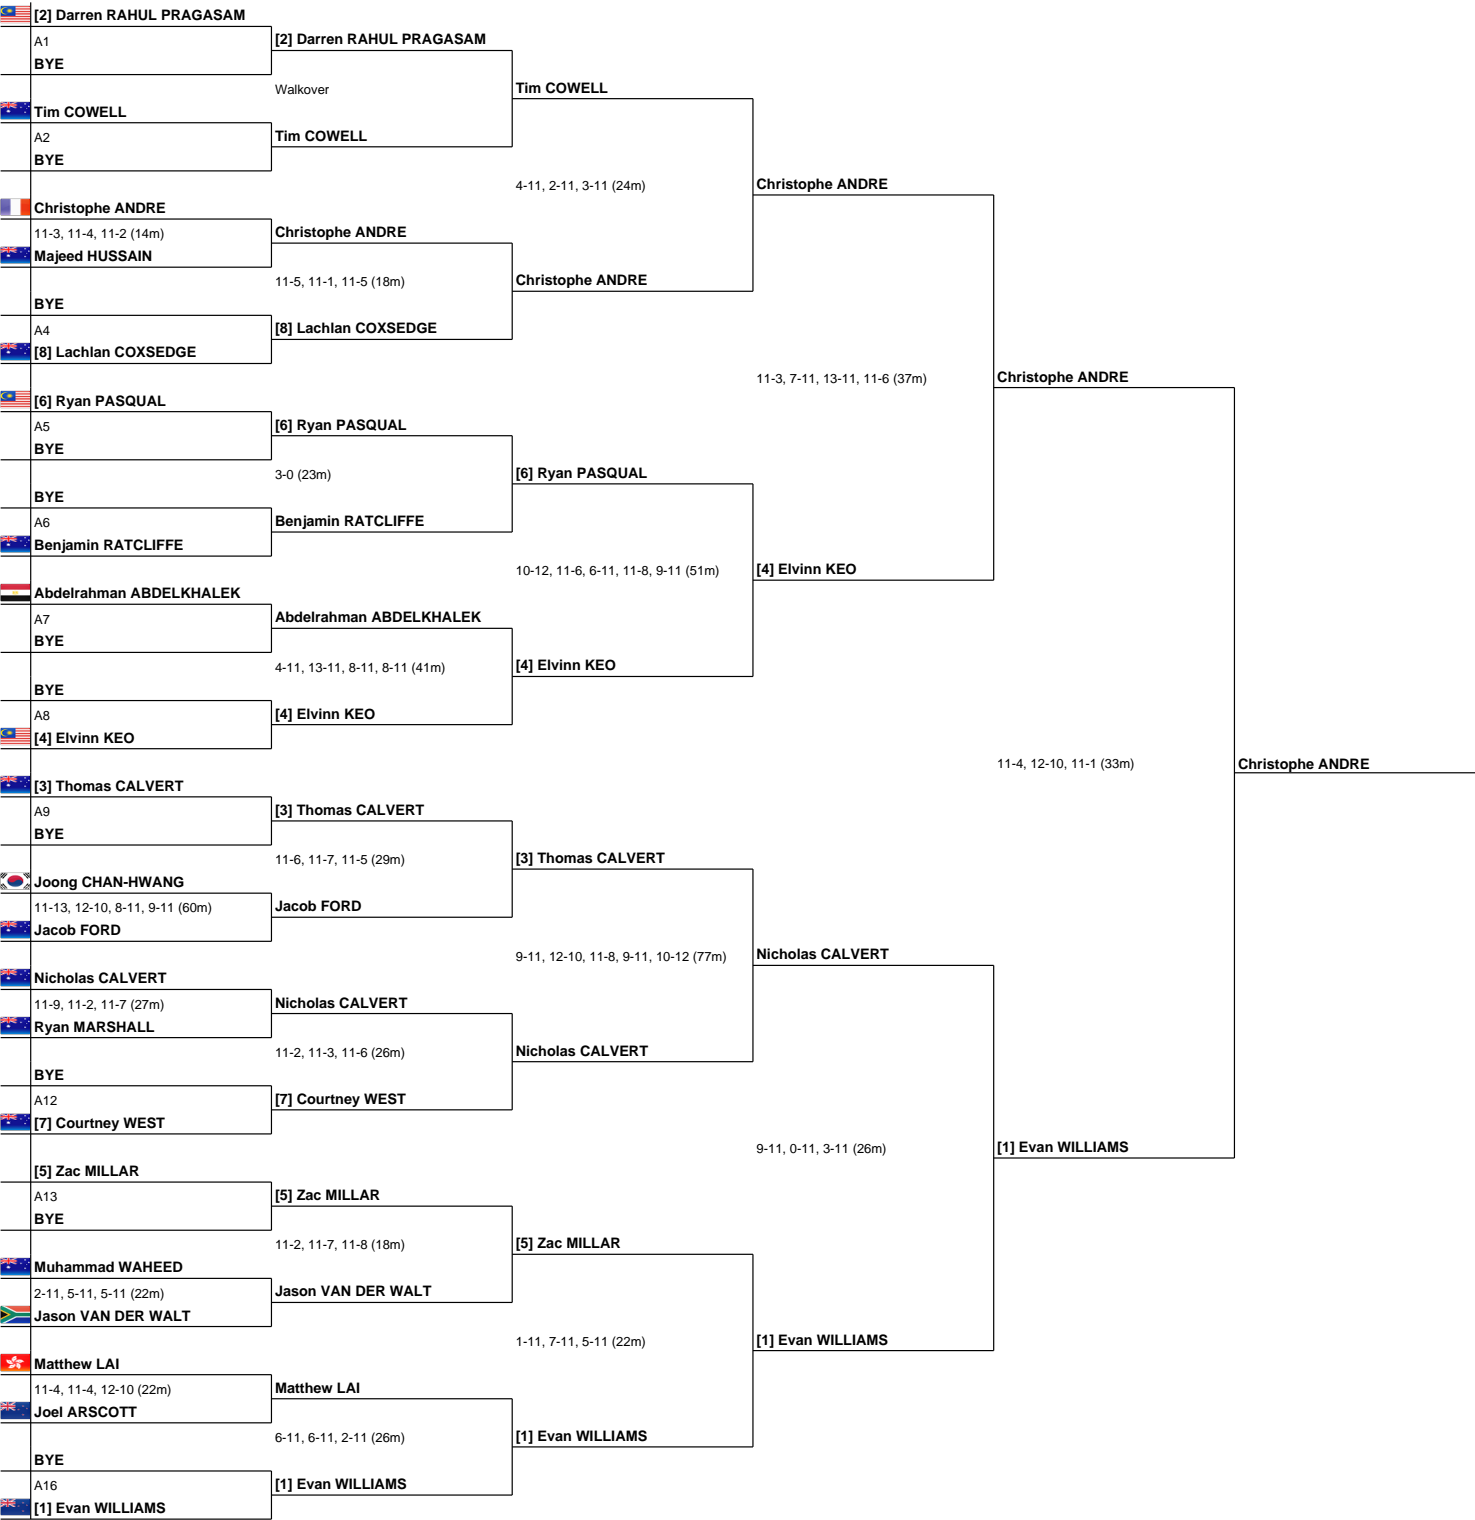 [2] Darren RAHUL PRAGASAM
A1
BYE
Tim COWELL
A2
BYE
Christophe ANDRE
11-3, 11-4, 11-2 (14m)
Majeed HUSSAIN
BYE
A4
[8] Lachlan COXSEDGE
[6] Ryan PASQUAL
A5
BYE
BYE
A6
Benjamin RATCLIFFE
Abdelrahman ABDELKHALEK
A7
BYE
BYE
A8
[4] Elvinn KEO
[3] Thomas CALVERT
A9
BYE
Joong CHAN-HWANG
11-13, 12-10, 8-11, 9-11 (60m)
Jacob FORD
Nicholas CALVERT
11-9, 11-2, 11-7 (27m)
Ryan MARSHALL
BYE
A12
[7] Courtney WEST
[5] Zac MILLAR
A13
BYE
Muhammad WAHEED
2-11, 5-11, 5-11 (22m)
Jason VAN DER WALT
Matthew LAI
11-4, 11-4, 12-10 (22m)
Joel ARSCOTT
BYE
A16
[1] Evan WILLIAMS
[2] Darren RAHUL PRAGASAM
Walkover
Tim COWELL
Christophe ANDRE
11-5, 11-1, 11-5 (18m)
[8] Lachlan COXSEDGE
[6] Ryan PASQUAL
3-0 (23m)
Benjamin RATCLIFFE
Abdelrahman ABDELKHALEK
4-11, 13-11, 8-11, 8-11 (41m)
[4] Elvinn KEO
[3] Thomas CALVERT
11-6, 11-7, 11-5 (29m)
Jacob FORD
Nicholas CALVERT
11-2, 11-3, 11-6 (26m)
[7] Courtney WEST
[5] Zac MILLAR
11-2, 11-7, 11-8 (18m)
Jason VAN DER WALT
Matthew LAI
6-11, 6-11, 2-11 (26m)
[1] Evan WILLIAMS
Tim COWELL
4-11, 2-11, 3-11 (24m)
Christophe ANDRE
[6] Ryan PASQUAL
10-12, 11-6, 6-11, 11-8, 9-11 (51m)
[4] Elvinn KEO
[3] Thomas CALVERT
9-11, 12-10, 11-8, 9-11, 10-12 (77m)
Nicholas CALVERT
[5] Zac MILLAR
1-11, 7-11, 5-11 (22m)
[1] Evan WILLIAMS
Christophe ANDRE
11-3, 7-11, 13-11, 11-6 (37m)
[4] Elvinn KEO
Nicholas CALVERT
9-11, 0-11, 3-11 (26m)
[1] Evan WILLIAMS
Christophe ANDRE
11-4, 12-10, 11-1 (33m)
[1] Evan WILLIAMS
Christophe ANDRE